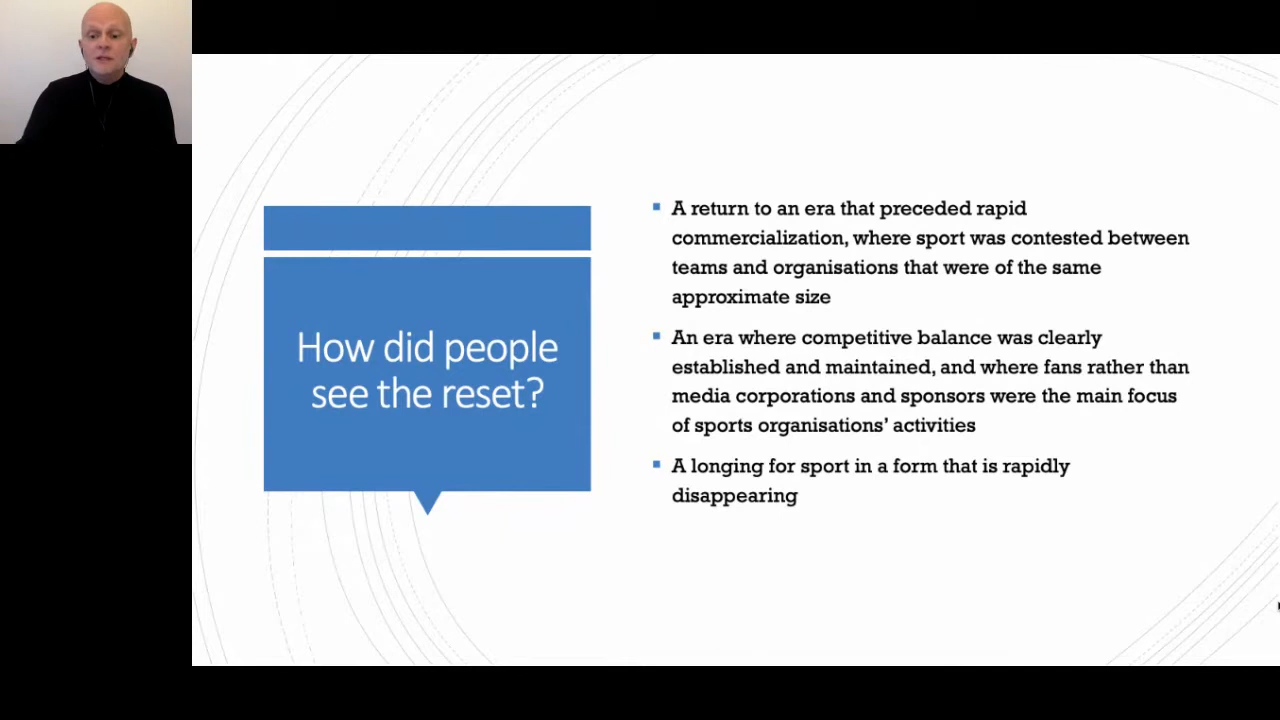 How did people
see the reset?
A return to an era that preceded rapid
commercialization, where sport was contested between
teams and organisations that were of the same
approximate size
An era where competitive balance was clearly
established and maintained, and where fans rather than
media corporations and sponsors were the main focus
of sports organisations’ activities
A longing for sport in a form that is rapidly
disappearing